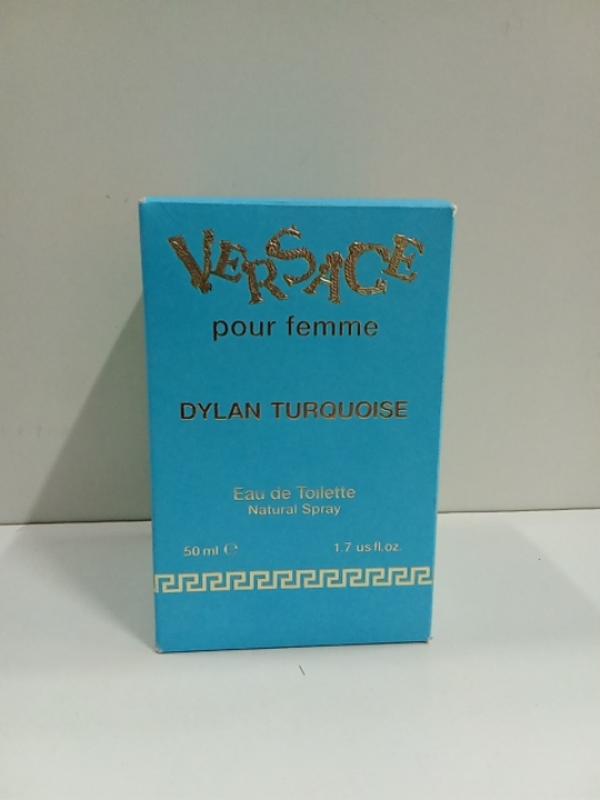 VERSACE
pour femme
DYLAN TURQUOISE
Eau de Toilette
Natural Spray
50 ml ℮ 1.7 us fl.oz.